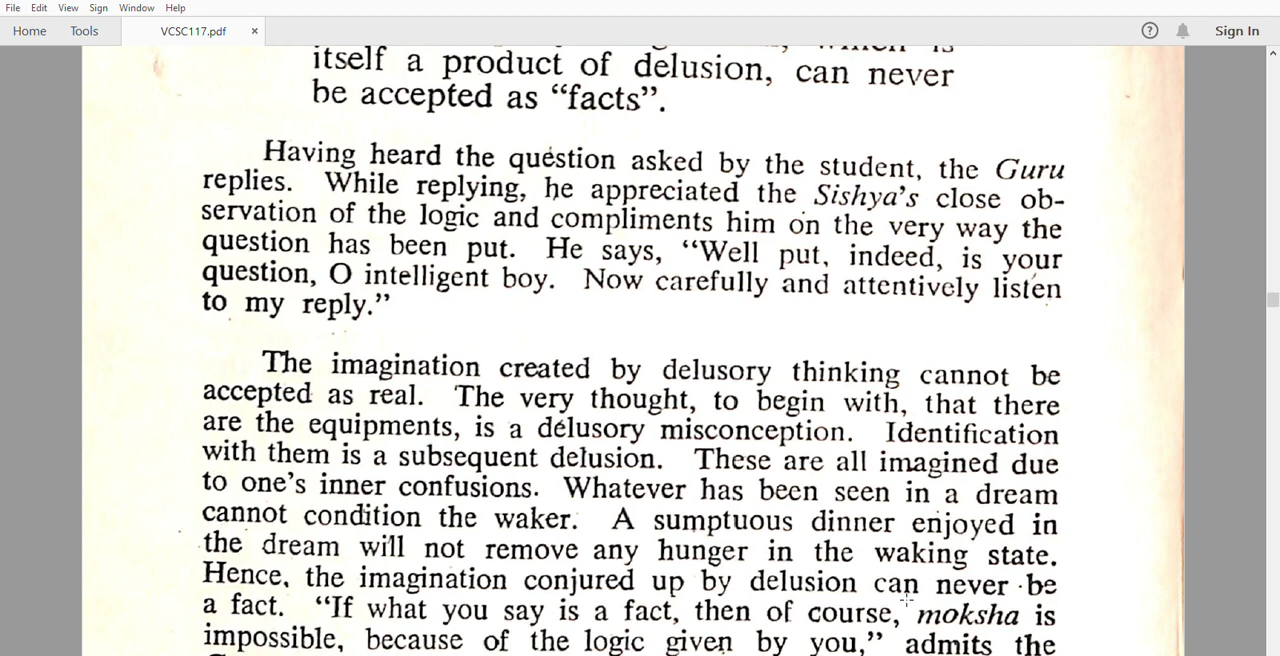 File Edit View Sign Window Help
Home Tools VCSC117.pdf × ? Sign In
is
itself a product of delusion, can never
be accepted as “facts”.
Having heard the question asked by the student, the Guru
replies. While replying, he appreciated the Sishya’s close ob-
servation of the logic and compliments him on the very way the
question has been put. He says, “Well put, indeed, is your
question, O intelligent boy. Now carefully and attentively listen
to my reply.”
The imagination created by delusory thinking cannot be
accepted as real. The very thought, to begin with, that there
are the equipments, is a delusory misconception. Identification
with them is a subsequent delusion. These are all imagined due
to one’s inner confusions. Whatever has been seen in a dream
cannot condition the waker. A sumptuous dinner enjoyed in
the dream will not remove any hunger in the waking state.
Hence, the imagination conjured up by delusion can never be
a fact. “If what you say is a fact, then of course, moksha is
impossible, because of the logic given by you,” admits the